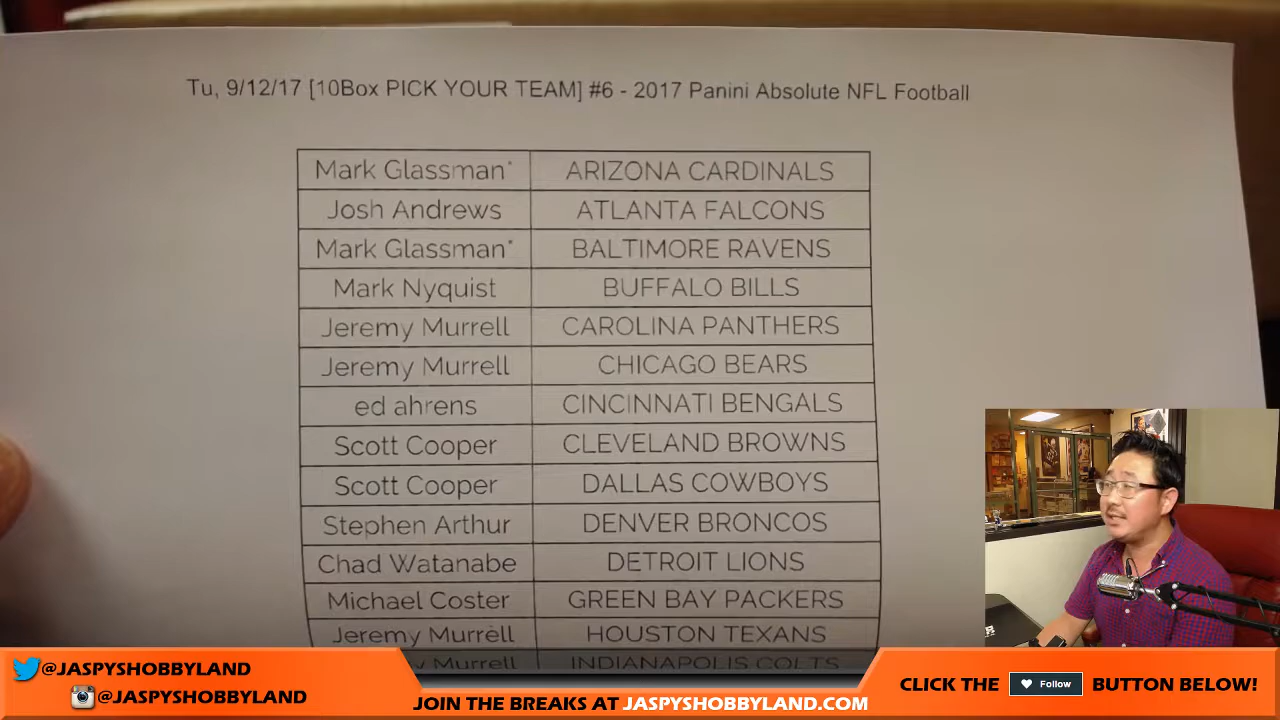 Tu, 9/12/17 [10Box PICK YOUR TEAM] #6 - 2017 Panini Absolute NFL Football
Mark Glassman* ARIZONA CARDINALS
Josh Andrews ATLANTA FALCONS
Mark Glassman* BALTIMORE RAVENS
Mark Nyquist BUFFALO BILLS
Jeremy Murrell CAROLINA PANTHERS
Jeremy Murrell CHICAGO BEARS
ed ahrens CINCINNATI BENGALS
Scott Cooper CLEVELAND BROWNS
Scott Cooper DALLAS COWBOYS
Stephen Arthur DENVER BRONCOS
Chad Watanabe DETROIT LIONS
Michael Coster GREEN BAY PACKERS
Jeremy Murrell HOUSTON TEXANS
Murrell INDIANAPOLIS COLTS
@JASPYSHOBBYLAND
@JASPYSHOBBYLAND
JOIN THE BREAKS AT JASPYSHOBBYLAND.COM
CLICK THE Follow BUTTON BELOW!